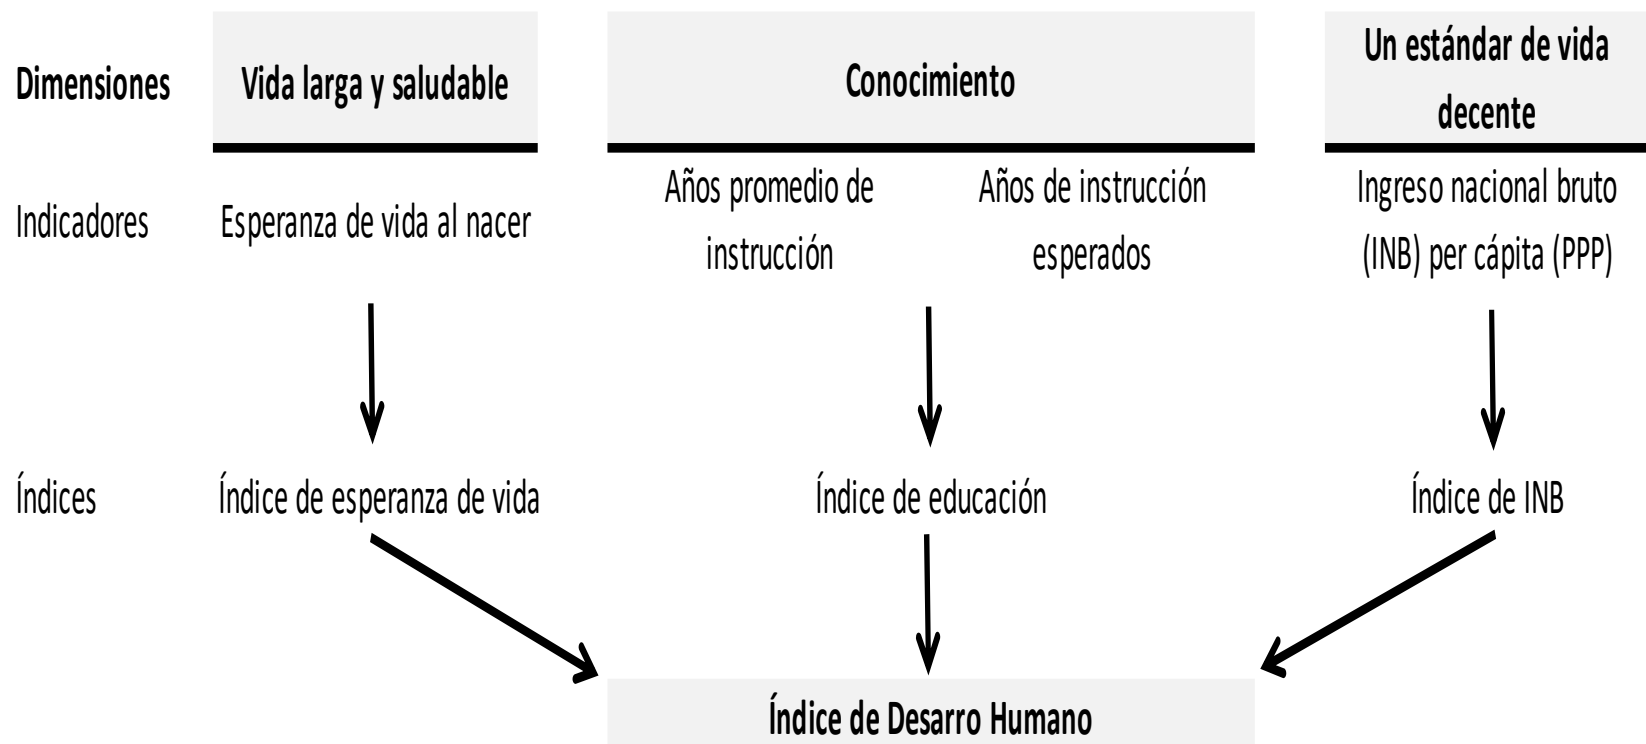 Dimensiones
Vida larga y saludable
Conocimiento
Un estándar de vida
decente
Indicadores
Esperanza de vida al nacer
Años promedio de
instrucción
Años de instrucción
esperados
Ingreso nacional bruto
(INB) per cápita (PPP)
Índices
Índice de esperanza de vida
Índice de educación
Índice de INB
Índice de Desarro Humano